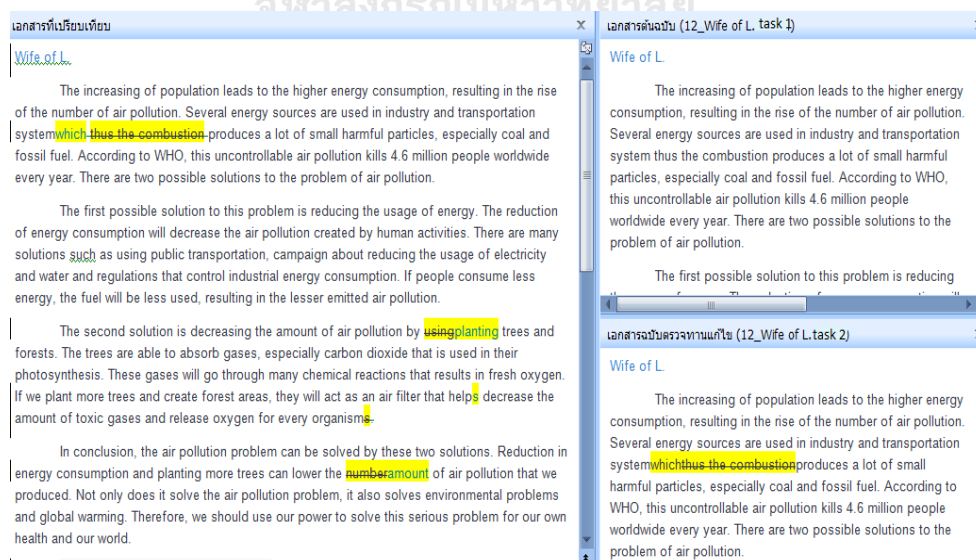 จุฬาลงกรณ์มหาวิทยาลัย
เอกสารที่เปรียบเทียบ x
Wife of L.
The increasing of population leads to the higher energy consumption, resulting in the rise
of the number of air pollution. Several energy sources are used in industry and transportation
systemwhich thus the combustion produces a lot of small harmful particles, especially coal and
fossil fuel. According to WHO, this uncontrollable air pollution kills 4.6 million people worldwide
every year. There are two possible solutions to the problem of air pollution.
The first possible solution to this problem is reducing the usage of energy. The reduction
of energy consumption will decrease the air pollution created by human activities. There are many
solutions such as using public transportation, campaign about reducing the usage of electricity
and water and regulations that control industrial energy consumption. If people consume less
energy, the fuel will be less used, resulting in the lesser emitted air pollution.
The second solution is decreasing the amount of air pollution by usingplanting trees and
forests. The trees are able to absorb gases, especially carbon dioxide that is used in their
photosynthesis. These gases will go through many chemical reactions that results in fresh oxygen.
If we plant more trees and create forest areas, they will act as an air filter that helps decrease the
amount of toxic gases and release oxygen for every organisms.
In conclusion, the air pollution problem can be solved by these two solutions. Reduction in
energy consumption and planting more trees can lower the numberamount of air pollution that we
produced. Not only does it solve the air pollution problem, it also solves environmental problems
and global warming. Therefore, we should use our power to solve this serious problem for our own
health and our world.
เอกสารต้นฉบับ (12_Wife of L. task 1)
Wife of L.
The increasing of population leads to the higher energy
consumption, resulting in the rise of the number of air pollution.
Several energy sources are used in industry and transportation
system thus the combustion produces a lot of small harmful
particles, especially coal and fossil fuel. According to WHO,
this uncontrollable air pollution kills 4.6 million people
worldwide every year. There are two possible solutions to the
problem of air pollution.
The first possible solution to this problem is reducing
เอกสารฉบับตรวจทานแก้ไข (12_Wife of L.task 2)
Wife of L.
The increasing of population leads to the higher energy
consumption, resulting in the rise of the number of air pollution.
Several energy sources are used in industry and transportation
systemwhichthus the combustionproduces a lot of small
harmful particles, especially coal and fossil fuel. According to
WHO, this uncontrollable air pollution kills 4.6 million people
worldwide every year. There are two possible solutions to the
problem of air pollution.